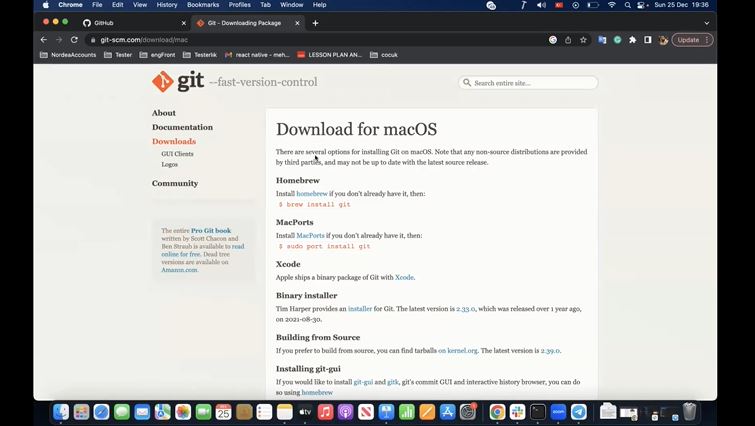 Chrome File Edit View History Bookmarks Profiles Tab Window Help Sun 25 Dec 19:36
GitHub
Git - Downloading Package
git-scm.com/download/mac
Update
NordeaAccounts Tester engFront Testerlik react native - meh... LESSON PLAN AN... cocuk
git --fast-version-control
Search entire site...
About
Documentation
Downloads
GUI Clients
Logos
Community
The entire Pro Git book
written by Scott Chacon and
Ben Straub is available to read
online for free. Dead tree
versions are available on
Amazon.com.
Download for macOS
There are several options for installing Git on macOS. Note that any non-source distributions are provided
by third parties, and may not be up to date with the latest source release.
Homebrew
Install homebrew if you don't already have it, then:
$ brew install git
MacPorts
Install MacPorts if you don't already have it, then:
$ sudo port install git
Xcode
Apple ships a binary package of Git with Xcode.
Binary installer
Tim Harper provides an installer for Git. The latest version is 2.33.0, which was released over 1 year ago,
on 2021-08-30.
Building from Source
If you prefer to build from source, you can find tarballs on kernel.org. The latest version is 2.39.0.
Installing git-gui
If you would like to install git-gui and gitk, git's commit GUI and interactive history browser, you can do
so using homebrew
25
tv
zoom